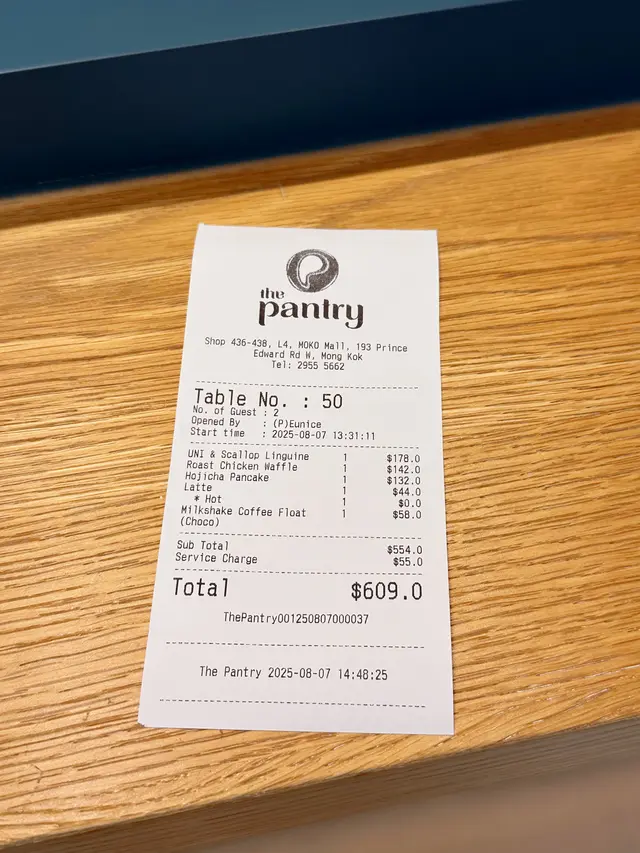 the
pantry
Shop 436-438, L4, MOKO Mall, 193 Prince
Edward Rd W, Mong Kok
Tel: 2955 5662
Table No. : 50
No. of Guest : 2
Opened By : (P)Eunice
Start time : 2025-08-07 13:31:11
UNI & Scallop Linguine 1 $178.0
Roast Chicken Waffle 1 $142.0
Hojicha Pancake 1 $132.0
Latte 1 $44.0
* Hot 1 $0.0
Milkshake Coffee Float 1 $58.0
(Choco)
Sub Total $554.0
Service Charge $55.0
Total $609.0
ThePantry001250807000037
The Pantry 2025-08-07 14:48:25